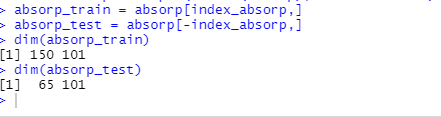 > absorp_train = absorp[index_absorp,]
> absorp_test = absorp[-index_absorp,]
> dim(absorp_train)
[1] 150 101
> dim(absorp_test)
[1]  65 101
>